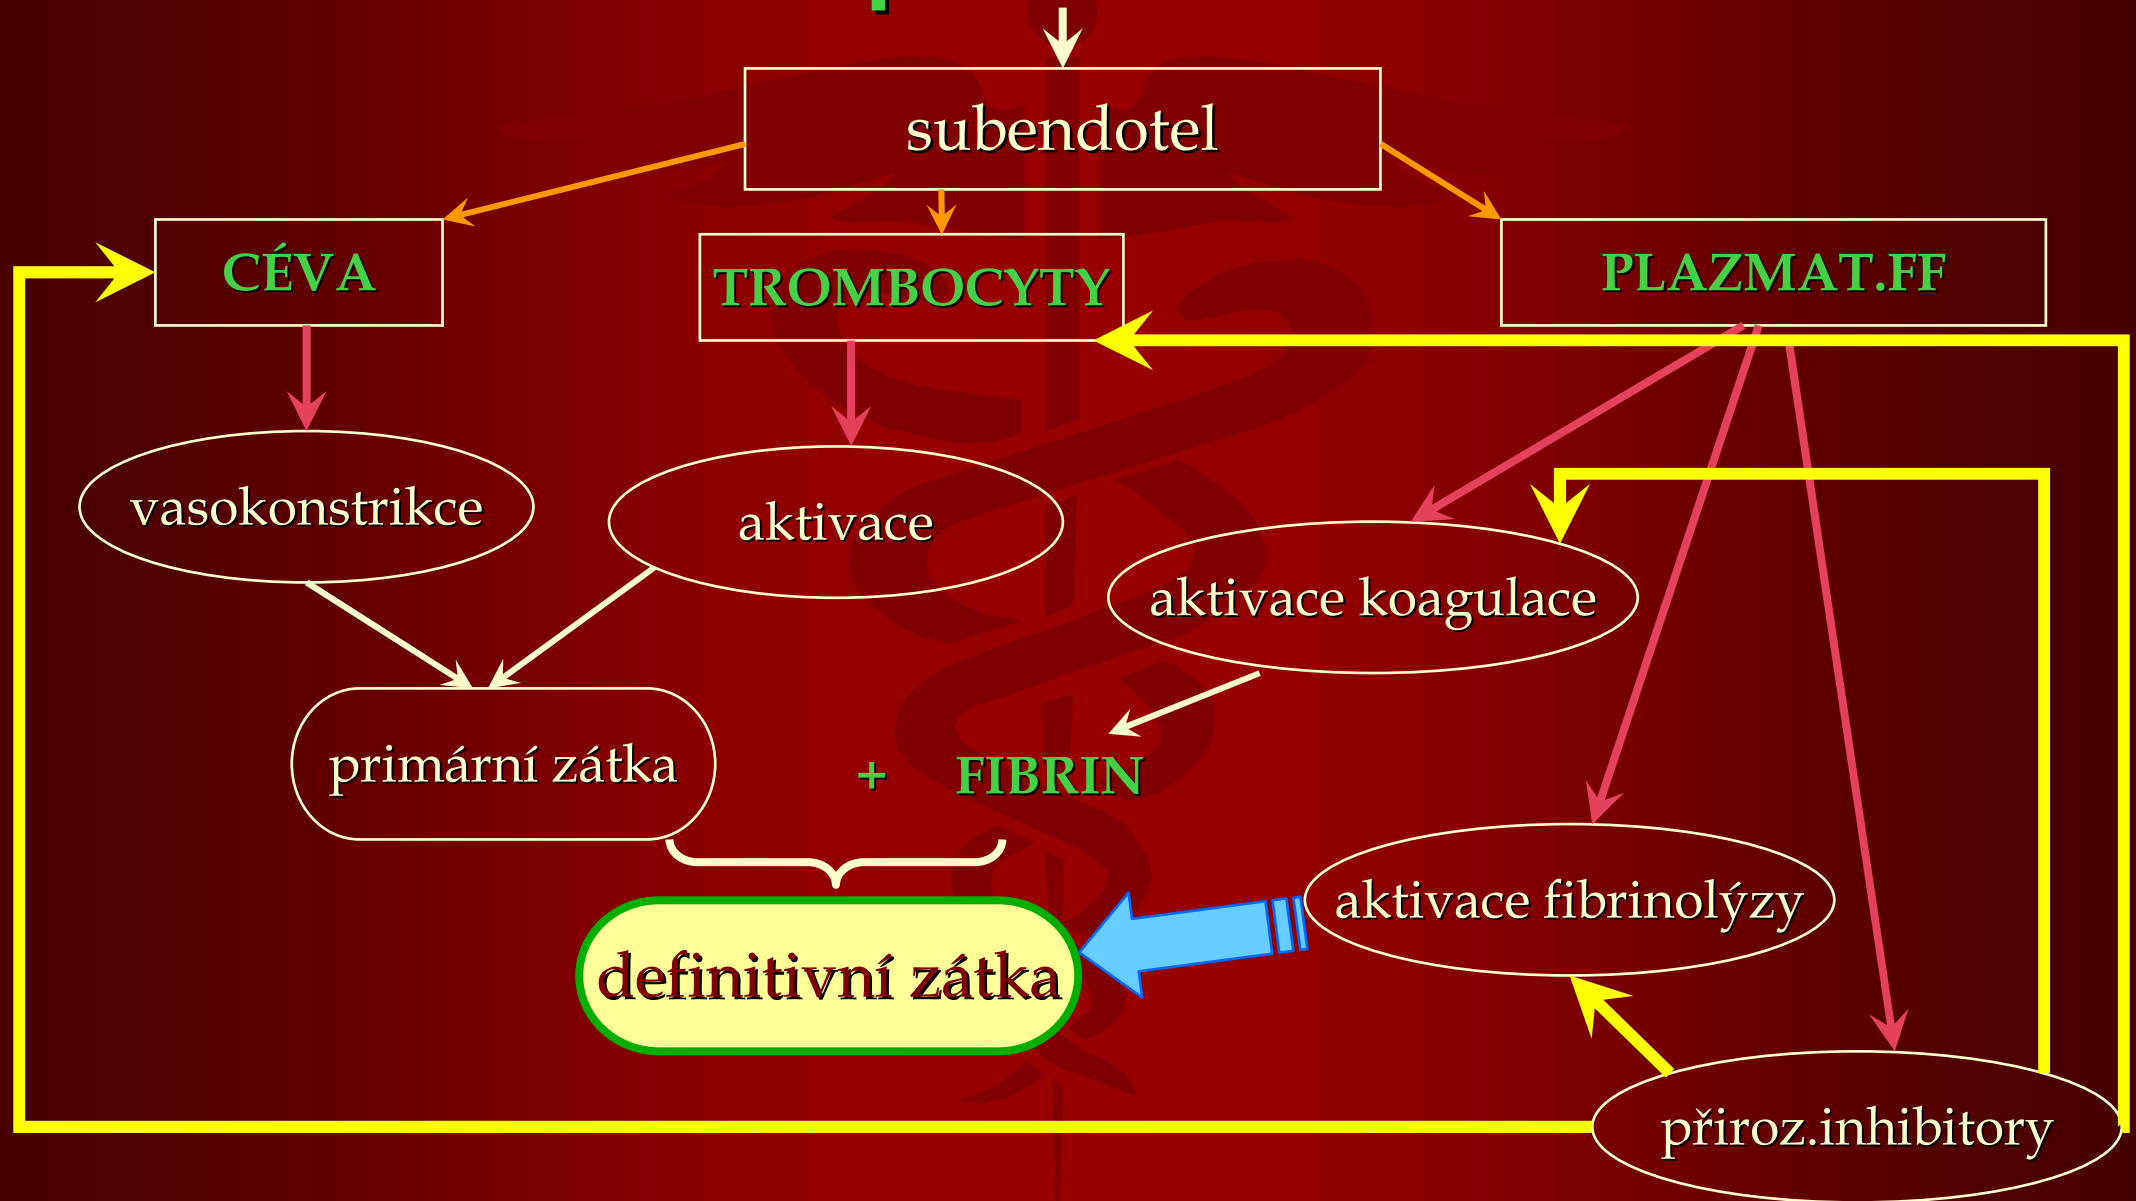 subendotel
CÉVA
TROMBOCYTY
PLAZMAT.FF
vasokonstrikce
aktivace
aktivace koagulace
primární zátka
+ FIBRIN
aktivace fibrinolýzy
definitivní zátka
přiroz.inhibitory